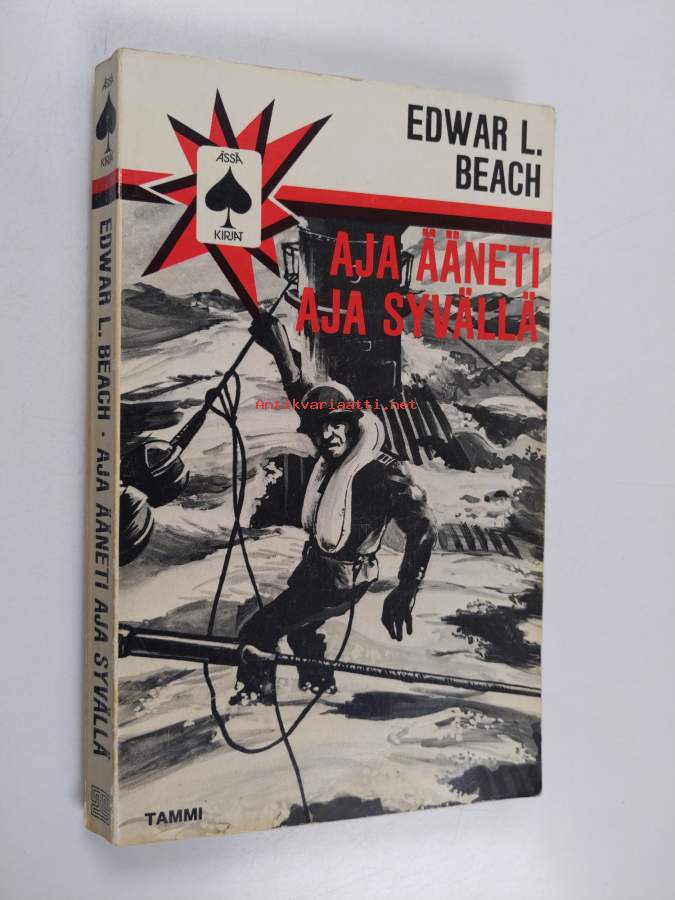 EDWAR L.
BEACH
ÄSSÄ
KIRJAT
AJA ÄÄNETI
AJA SYVÄLLÄ
Antikvariaatti.net
TAMMI
ÄSSÄ
KIRJAT
EDWAR L. BEACH · AJA ÄÄNETI AJA SYVÄLLÄ